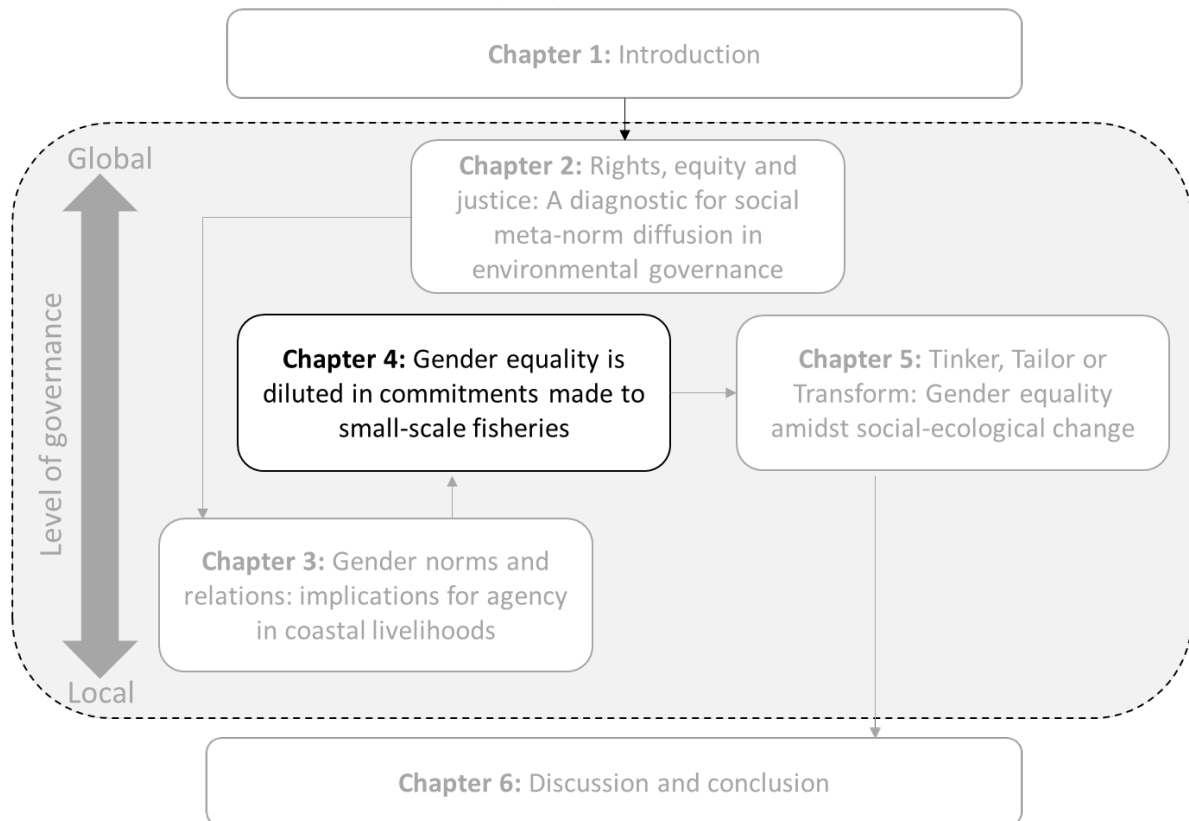 Chapter 1: Introduction
Global
Chapter 2: Rights, equity and
justice: A diagnostic for social
meta-norm diffusion in
environmental governance
Level of governance
Chapter 4: Gender equality is
diluted in commitments made to
small-scale fisheries
Chapter 5: Tinker, Tailor or
Transform: Gender equality
amidst social-ecological change
Chapter 3: Gender norms and
relations: implications for agency
in coastal livelihoods
Local
Chapter 6: Discussion and conclusion